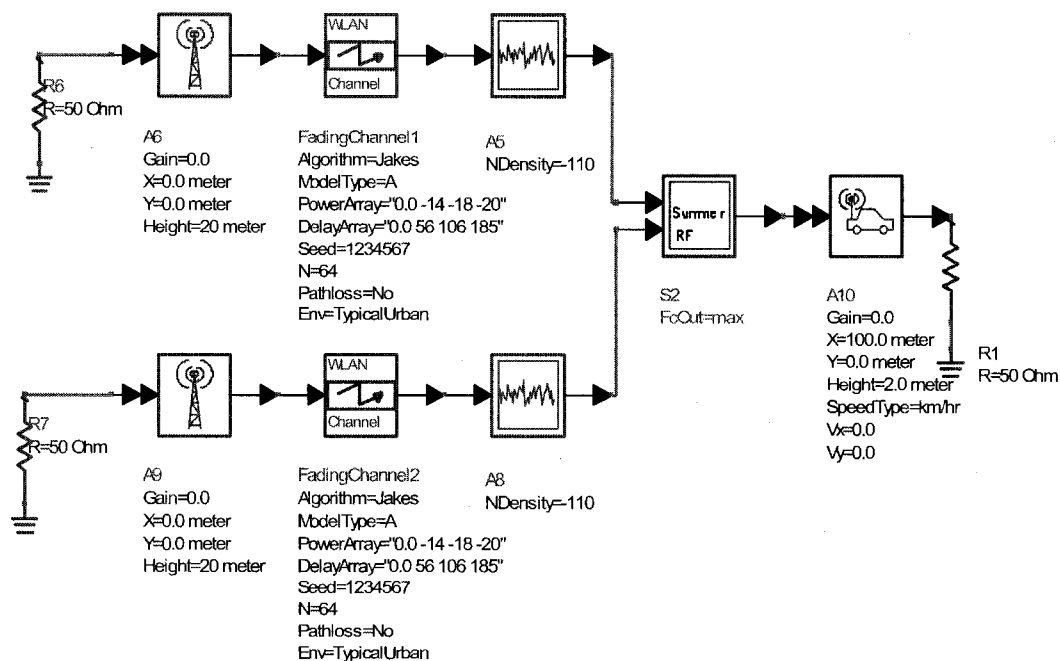 R6
R=50 Ohm
A6
Gain=0.0
X=0.0 meter
Y=0.0 meter
Height=20 meter
WLAN
Channel
FadingChannel1
Algorithm=Jakes
ModelType=A
PowerArray="0.0 -14 -18 -20"
DelayArray="0.0 56 106 185"
Seed=1234567
N=64
Pathloss=No
Env=TypicalUrban
A5
NDensity=-110
R7
R=50 Ohm
A9
Gain=0.0
X=0.0 meter
Y=0.0 meter
Height=20 meter
WLAN
Channel
FadingChannel2
Algorithm=Jakes
ModelType=A
PowerArray="0.0 -14 -18 -20"
DelayArray="0.0 56 106 185"
Seed=1234567
N=64
Pathloss=No
Env=TypicalUrban
A8
NDensity=-110
Summer
RF
S2
FcOut=max
A10
Gain=0.0
X=100.0 meter
Y=0.0 meter
Height=2.0 meter
SpeedType=km/hr
Vx=0.0
Vy=0.0
R1
R=50 Ohm